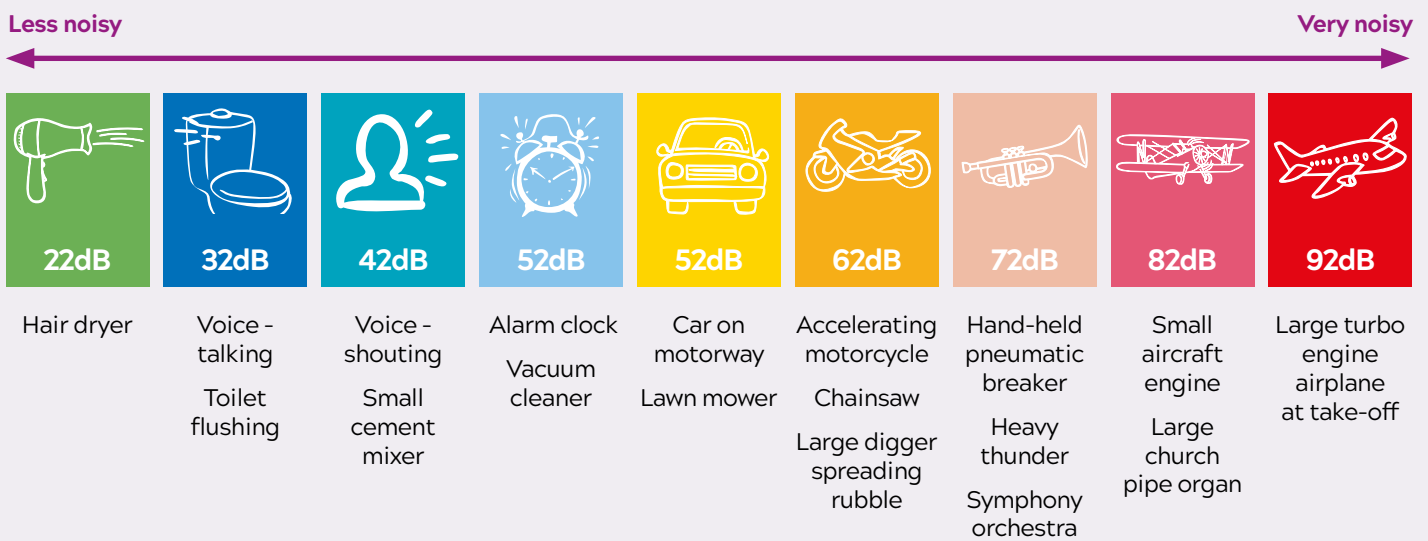 Less noisy
Very noisy
22dB
32dB
42dB
52dB
52dB
62dB
72dB
82dB
92dB
Hair dryer
Voice -
talking
Toilet
flushing
Voice -
shouting
Small
cement
mixer
Alarm clock
Vacuum
cleaner
Car on
motorway
Lawn mower
Accelerating
motorcycle
Chainsaw
Large digger
spreading
rubble
Hand-held
pneumatic
breaker
Heavy
thunder
Symphony
orchestra
Small
aircraft
engine
Large
church
pipe organ
Large turbo
engine
airplane
at take-off